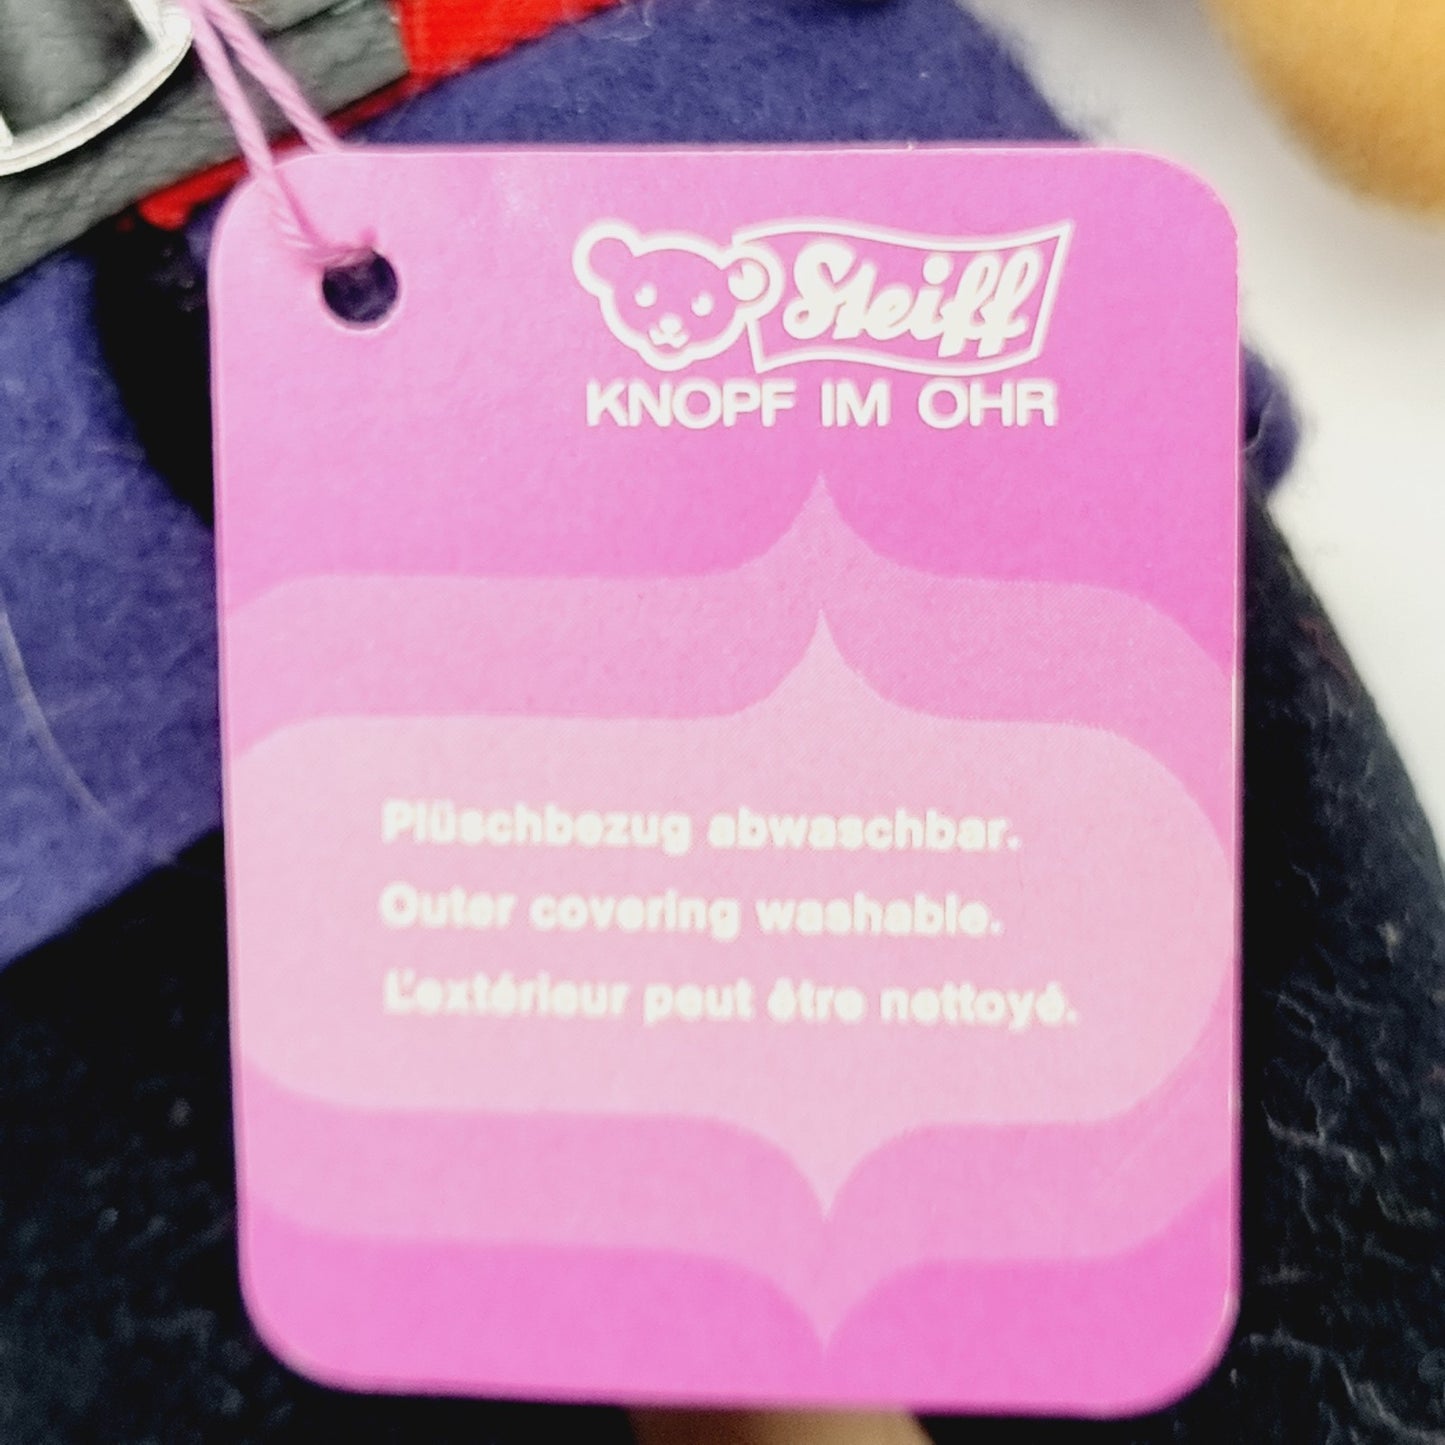 Steiff
KNOPF IM OHR
Plüschbezug abwaschbar.
Outer covering washable.
L'extérieur peut être nettoyé.